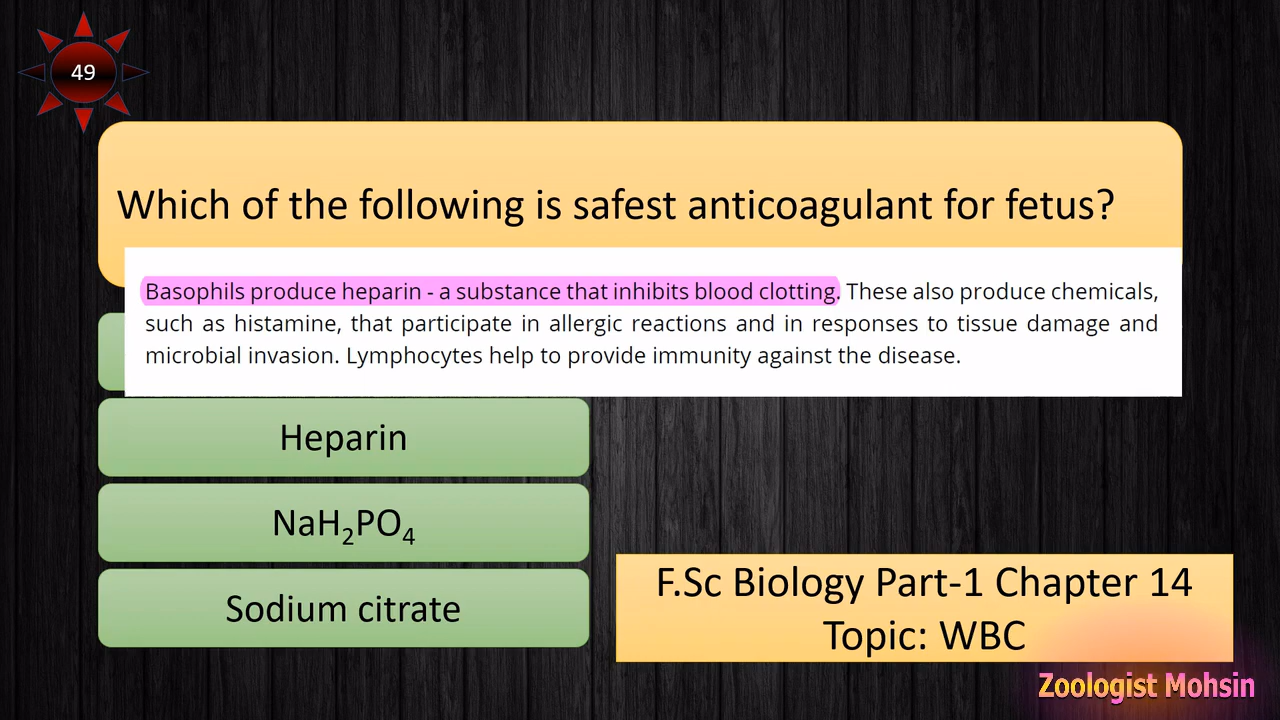 49
Which of the following is safest anticoagulant for fetus?
Basophils produce heparin - a substance that inhibits blood clotting. These also produce chemicals,
such as histamine, that participate in allergic reactions and in responses to tissue damage and
microbial invasion. Lymphocytes help to provide immunity against the disease.
Heparin
NaH₂PO₄
Sodium citrate
F.Sc Biology Part-1 Chapter 14
Topic: WBC
Zoologist Mohsin